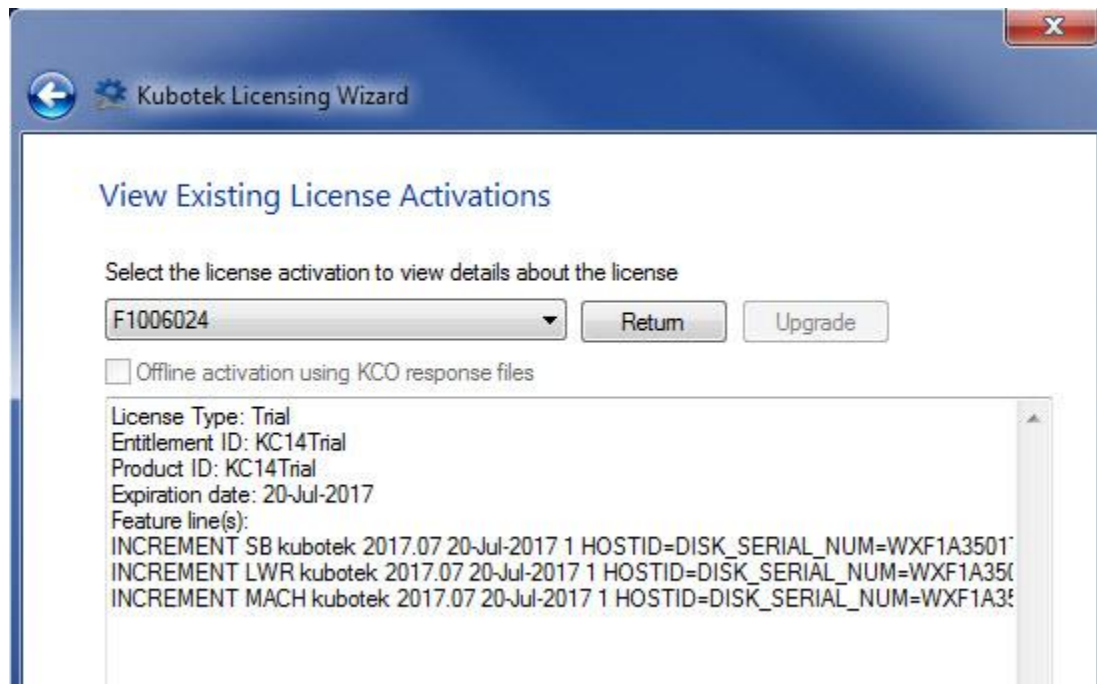 Kubotek Licensing Wizard
View Existing License Activations
Select the license activation to view details about the license
F1006024 Return Upgrade
Offline activation using KCO response files
License Type: Trial
Entitlement ID: KC14Trial
Product ID: KC14Trial
Expiration date: 20-Jul-2017
Feature line(s):
INCREMENT SB kubotek 2017.07 20-Jul-2017 1 HOSTID=DISK_SERIAL_NUM=WXF1A3501
INCREMENT LWR kubotek 2017.07 20-Jul-2017 1 HOSTID=DISK_SERIAL_NUM=WXF1A35
INCREMENT MACH kubotek 2017.07 20-Jul-2017 1 HOSTID=DISK_SERIAL_NUM=WXF1A3